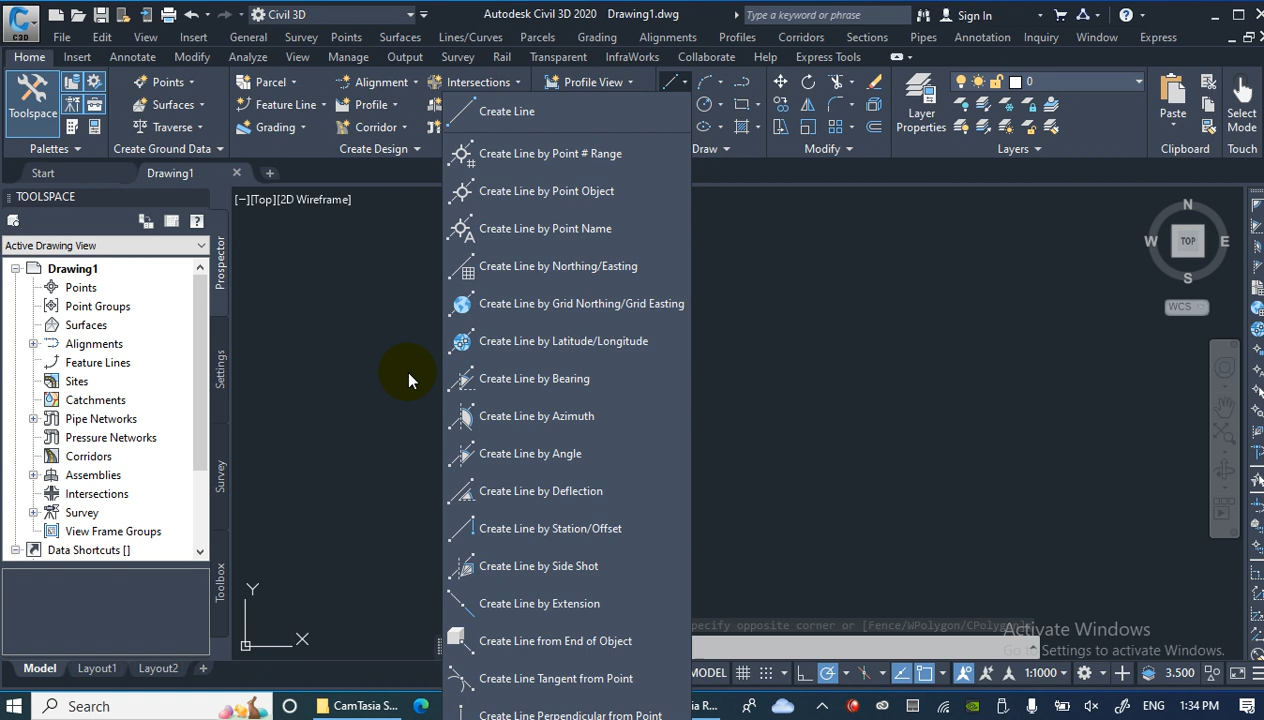 Civil 3D
Autodesk Civil 3D 2020 Drawing1.dwg
Type a keyword or phrase
Sign In
C3D
File Edit View Insert General Survey Points Surfaces Lines/Curves Parcels Grading Alignments Profiles Corridors Sections Pipes Annotation Inquiry Window Express
Home Insert Annotate Modify Analyze View Manage Output Survey Rail Transparent InfraWorks Collaborate Help Express Tools
Toolspace
Points
Surfaces
Traverse
Parcel
Feature Line
Grading
Alignment
Profile
Corridor
Intersections
Profile View
Layer Properties
0
Paste
Select Mode
Palettes
Create Ground Data
Create Design
Draw
Modify
Layers
Clipboard
Touch
Start
Drawing1
TOOLSPACE
Active Drawing View
Drawing1
Points
Point Groups
Surfaces
Alignments
Feature Lines
Sites
Catchments
Pipe Networks
Pressure Networks
Corridors
Assemblies
Intersections
Survey
View Frame Groups
Data Shortcuts []
Prospector
Settings
Survey
Toolbox
[−][Top][2D Wireframe]
Create Line
Create Line by Point # Range
Create Line by Point Object
Create Line by Point Name
Create Line by Northing/Easting
Create Line by Grid Northing/Grid Easting
Create Line by Latitude/Longitude
Create Line by Bearing
Create Line by Azimuth
Create Line by Angle
Create Line by Deflection
Create Line by Station/Offset
Create Line by Side Shot
Create Line by Extension
Create Line from End of Object
Create Line Tangent from Point
Create Line Perpendicular from Point
N
W TOP E
S
WCS
Y
X
pecify opposite corner or [Fence/WPolygon/CPolygon]:
Activate Windows
Go to Settings to activate Windows.
Model Layout1 Layout2
MODEL
1:1000
3.500
Search
CamTasia S...
a R...
ENG
1:34 PM